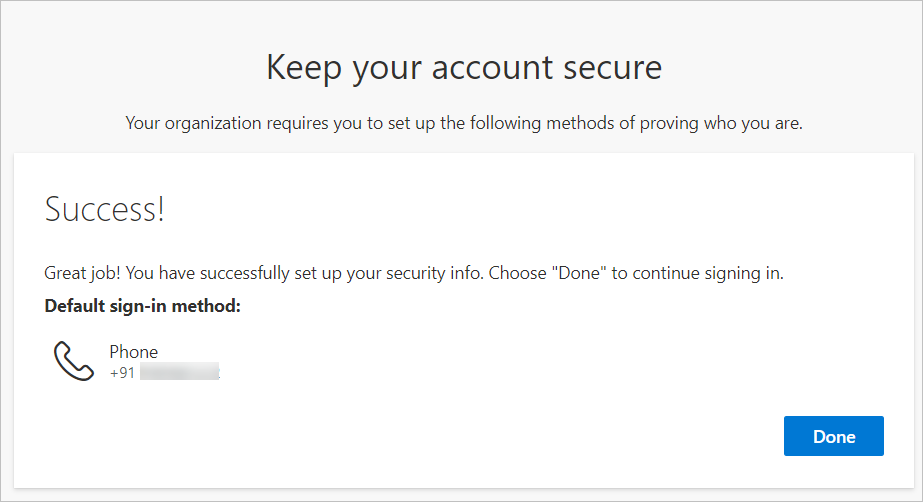 Keep your account secure
Your organization requires you to set up the following methods of proving who you are.
Success!
Great job! You have successfully set up your security info. Choose "Done" to continue signing in.
Default sign-in method:
Phone
+91
Done